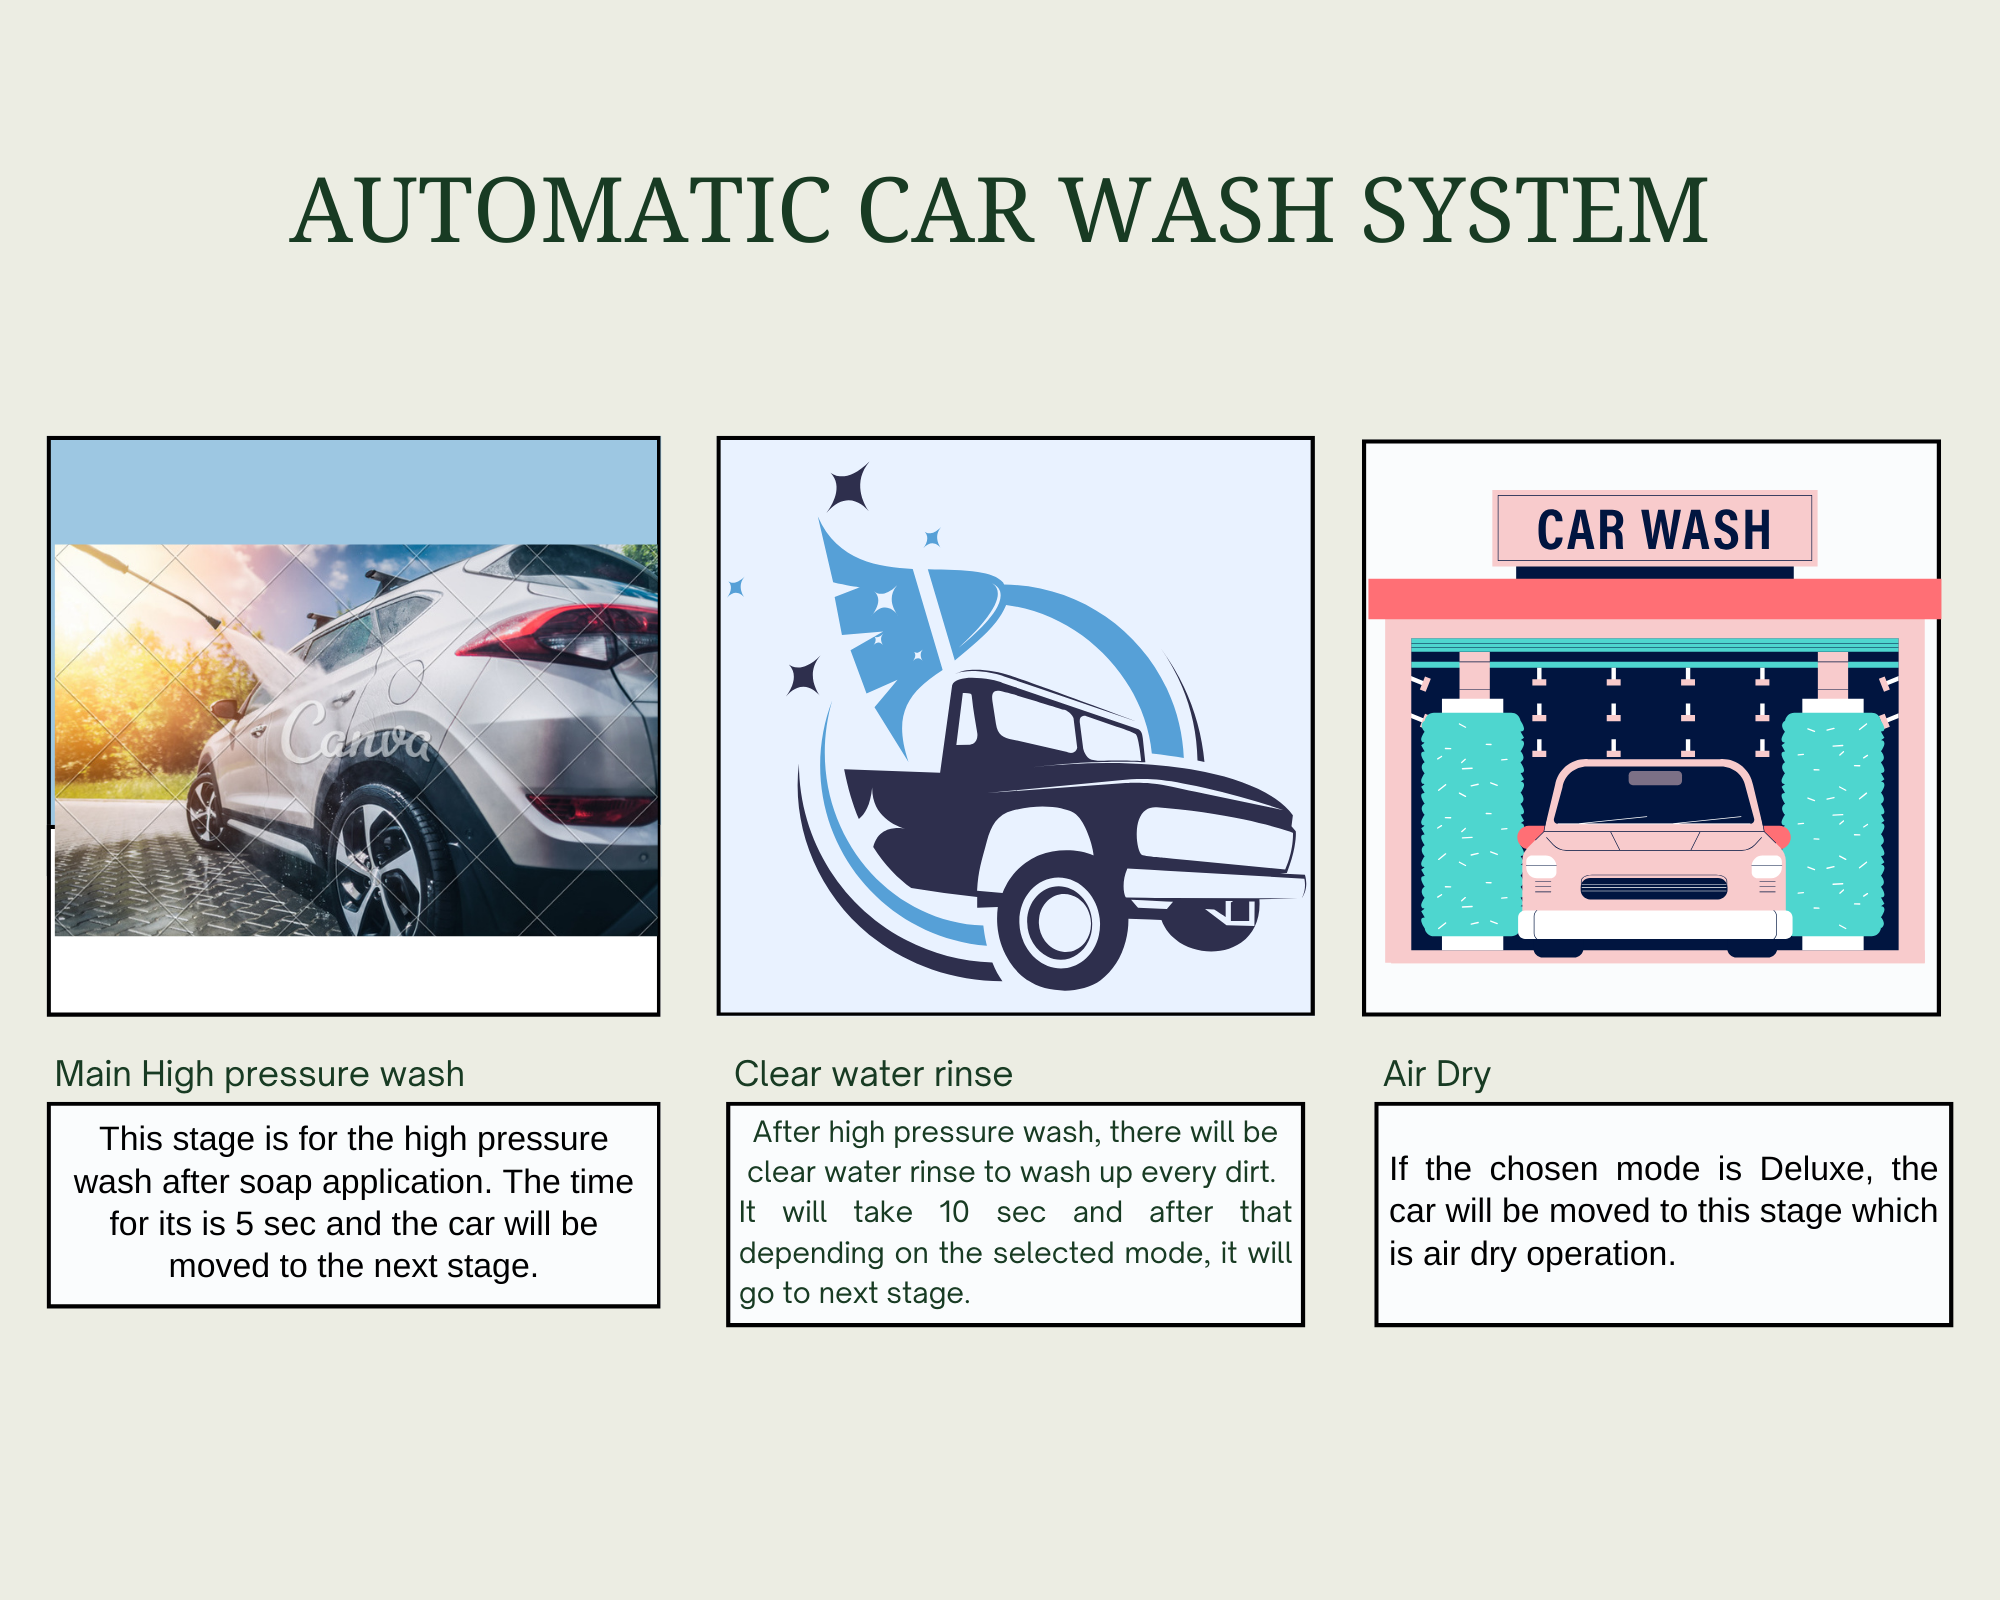 AUTOMATIC CAR WASH SYSTEM
Canva
CAR WASH
Main High pressure wash
This stage is for the high pressure
wash after soap application. The time
for its is 5 sec and the car will be
moved to the next stage.
Clear water rinse
After high pressure wash, there will be
clear water rinse to wash up every dirt.
It will take 10 sec and after that
depending on the selected mode, it will
go to next stage.
Air Dry
If the chosen mode is Deluxe, the
car will be moved to this stage which
is air dry operation.